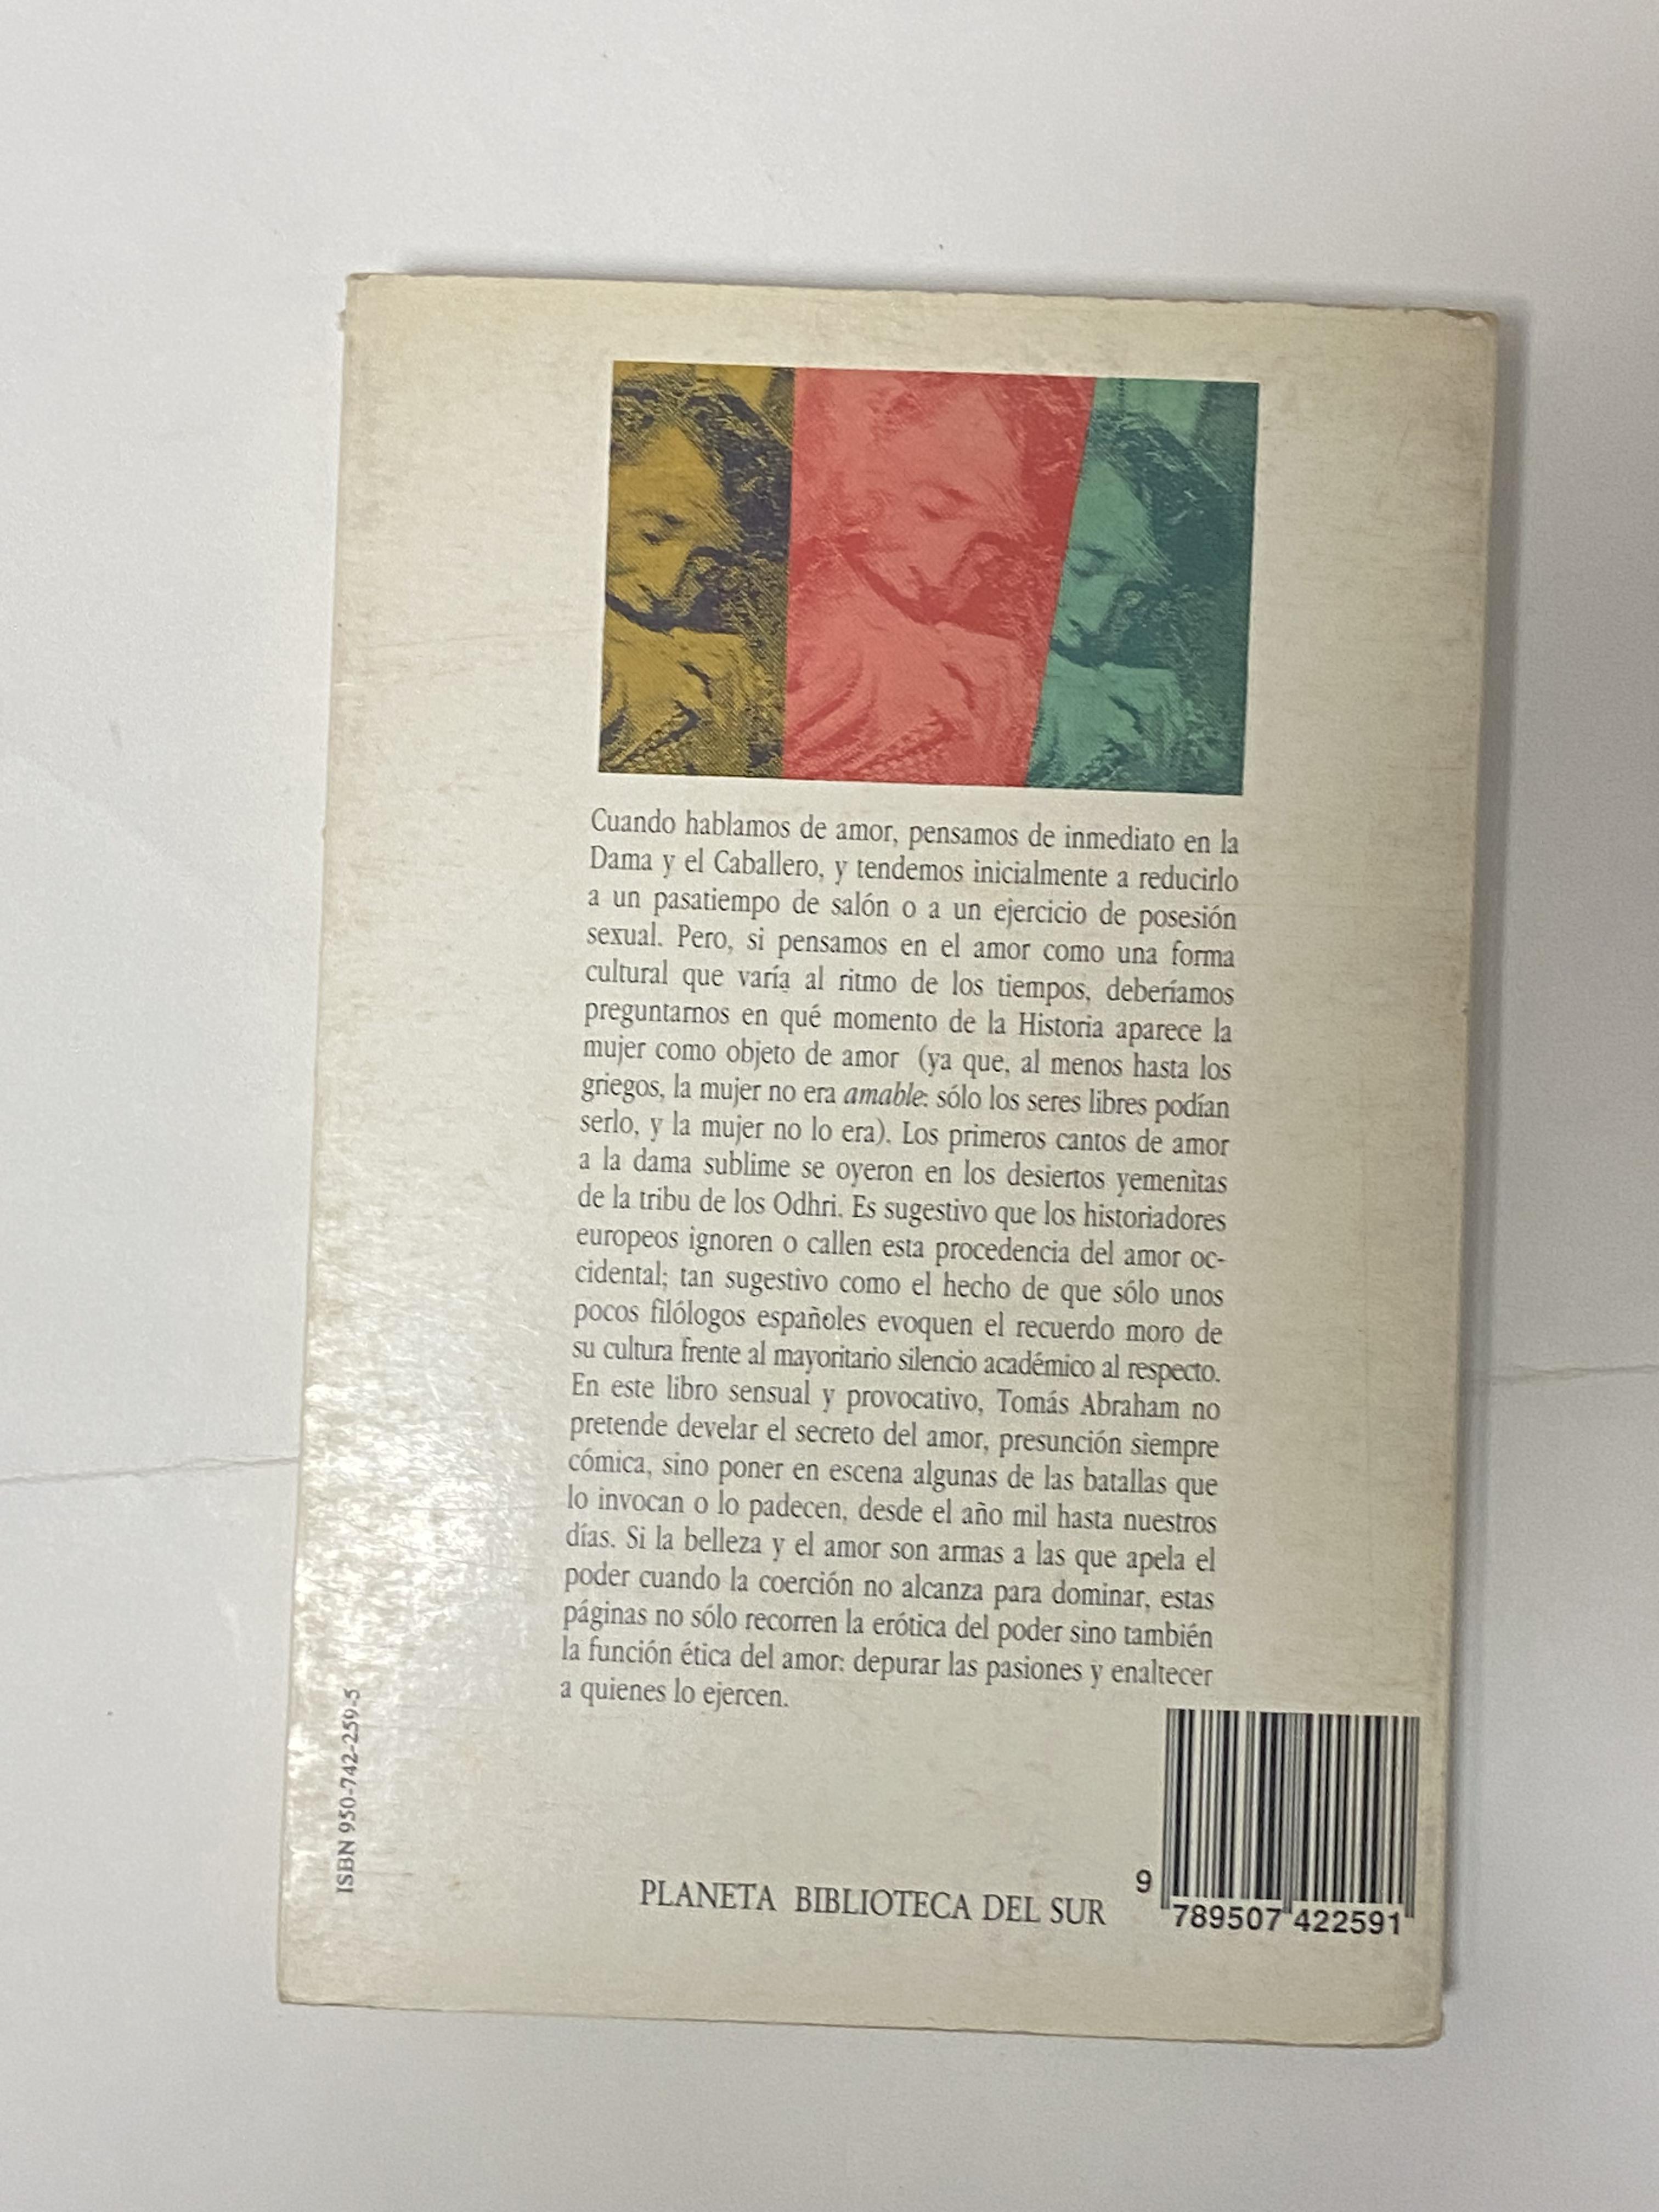 Cuando hablamos de amor, pensamos de inmediato en la
Dama y el Caballero, y tendemos inicialmente a reducirlo
a un pasatiempo de salón o a un ejercicio de posesión
sexual. Pero, si pensamos en el amor como una forma
cultural que varía al ritmo de los tiempos, deberíamos
preguntarnos en qué momento de la Historia aparece la
mujer como objeto de amor (ya que, al menos hasta los
griegos, la mujer no era amable: sólo los seres libres podían
serlo, y la mujer no lo era). Los primeros cantos de amor
a la dama sublime se oyeron en los desiertos yemenitas
de la tribu de los Odhri. Es sugestivo que los historiadores
europeos ignoren o callen esta procedencia del amor oc-
cidental; tan sugestivo como el hecho de que sólo unos
pocos filólogos españoles evoquen el recuerdo moro de
su cultura frente al mayoritario silencio académico al respecto.
En este libro sensual y provocativo, Tomás Abraham no
pretende develar el secreto del amor, presunción siempre
cómica, sino poner en escena algunas de las batallas que
lo invocan o lo padecen, desde el año mil hasta nuestros
días. Si la belleza y el amor son armas a las que apela el
poder cuando la coerción no alcanza para dominar, estas
páginas no sólo recorren la erótica del poder sino también
la función ética del amor: depurar las pasiones y enaltecer
a quienes lo ejercen.
ISBN 950-742-259-5
PLANETA BIBLIOTECA DEL SUR
9 789507 422591